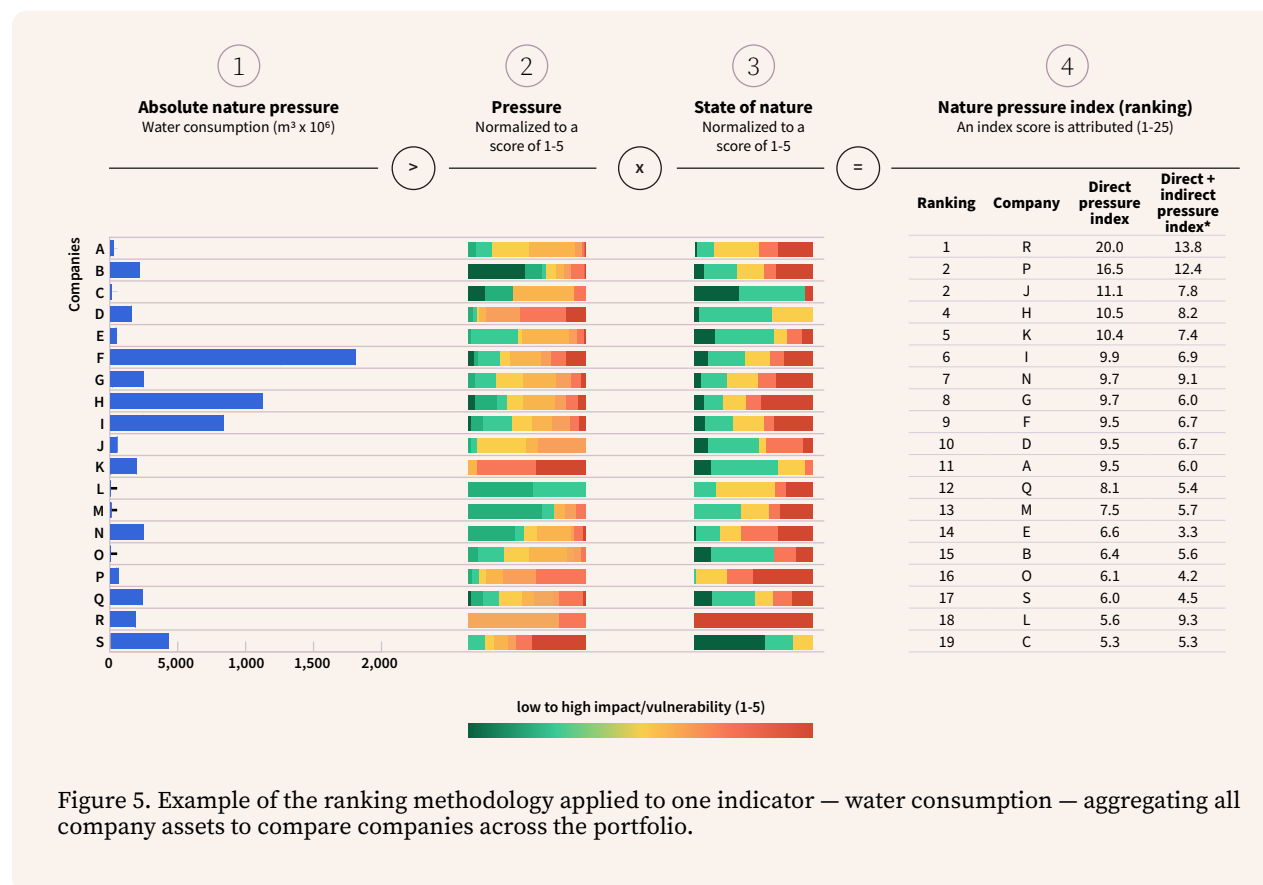 1
Absolute nature pressure
Water consumption (m³ x 10⁶)
>
2
Pressure
Normalized to a
score of 1-5
x
3
State of nature
Normalized to a
score of 1-5
=
4
Nature pressure index (ranking)
An index score is attributed (1-25)
Companies
A
B
C
D
E
F
G
H
I
J
K
L
M
N
O
P
Q
R
S
0 5,000 1,000 1,500 2,000
Ranking Company Direct pressure index Direct + indirect pressure index*
1 R 20.0 13.8
2 P 16.5 12.4
2 J 11.1 7.8
4 H 10.5 8.2
5 K 10.4 7.4
6 I 9.9 6.9
7 N 9.7 9.1
8 G 9.7 6.0
9 F 9.5 6.7
10 D 9.5 6.7
11 A 9.5 6.0
12 Q 8.1 5.4
13 M 7.5 5.7
14 E 6.6 3.3
15 B 6.4 5.6
16 O 6.1 4.2
17 S 6.0 4.5
18 L 5.6 9.3
19 C 5.3 5.3
low to high impact/vulnerability (1-5)
Figure 5. Example of the ranking methodology applied to one indicator — water consumption — aggregating all
company assets to compare companies across the portfolio.